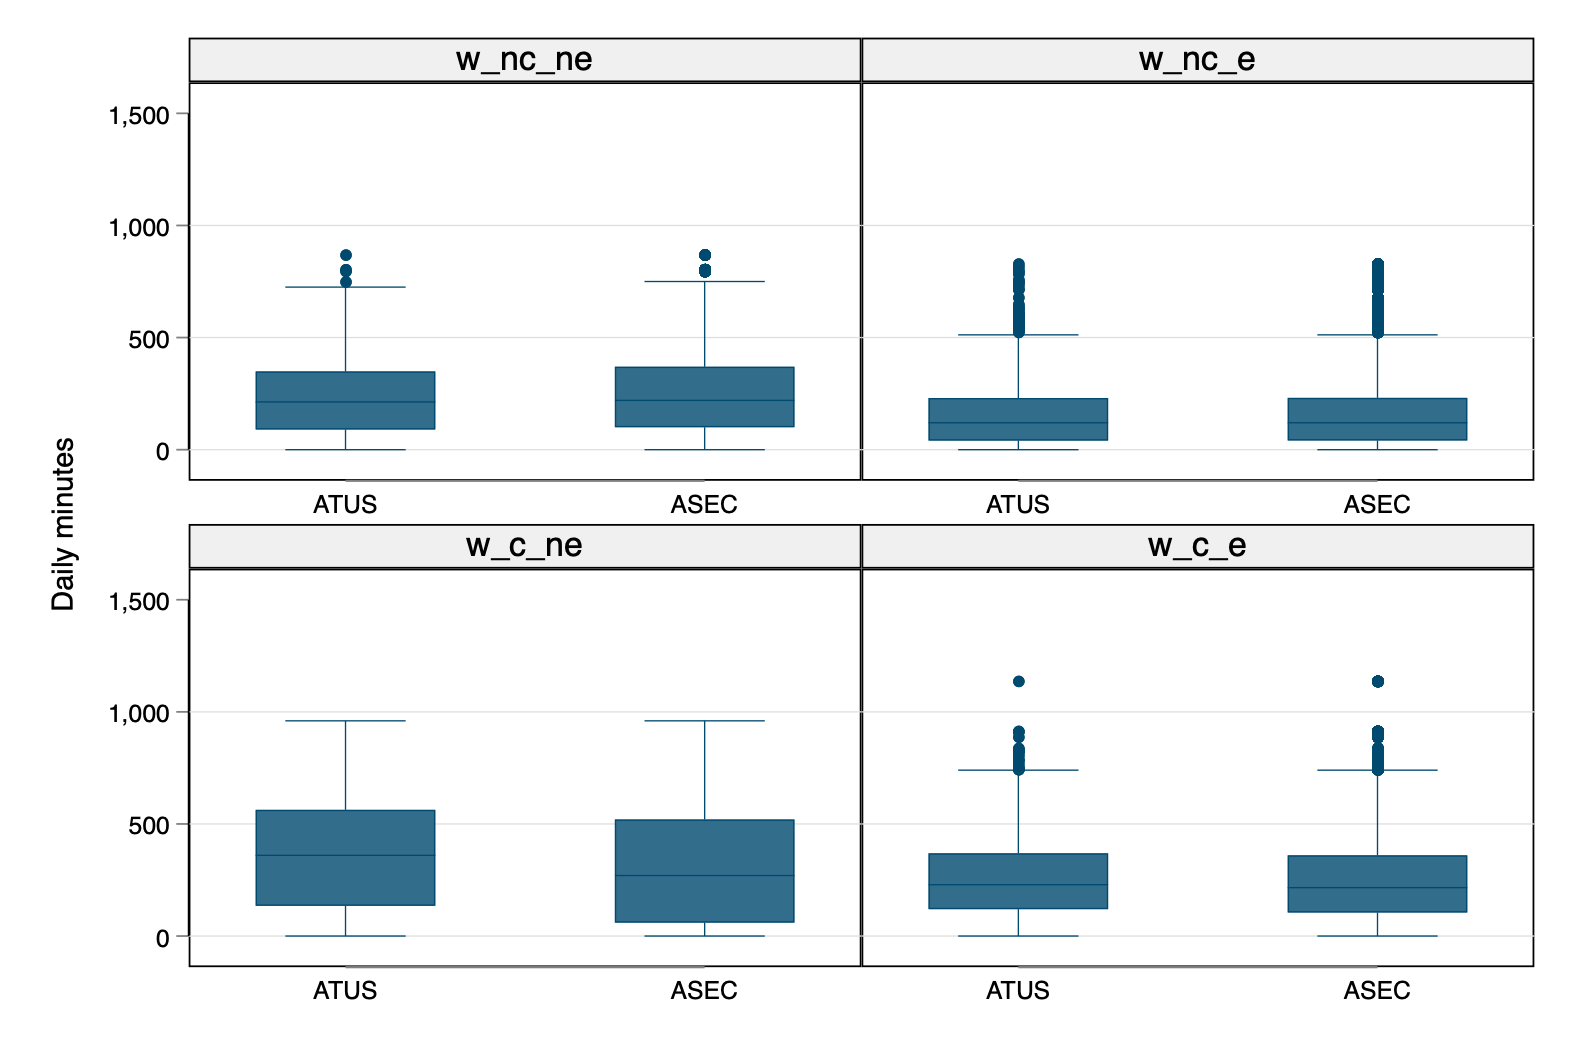 w_nc_ne
w_nc_e
1,500
1,000
500
0
ATUS
ASEC
ATUS
ASEC
Daily minutes
w_c_ne
w_c_e
1,500
1,000
500
0
ATUS
ASEC
ATUS
ASEC